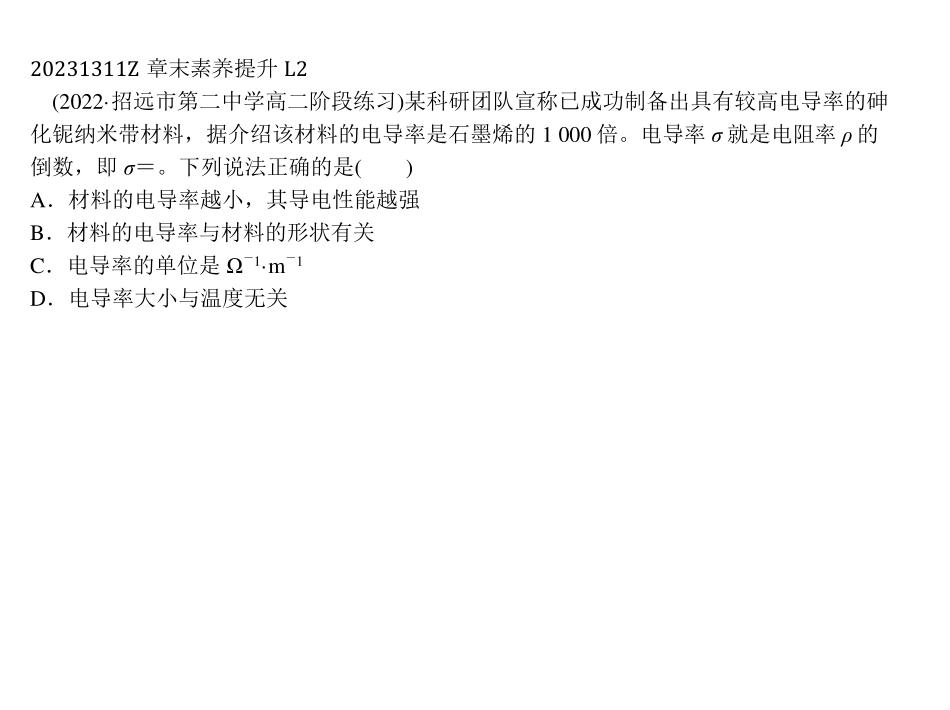 20231311Z 章末素养提升 L2
(2022·招远市第二中学高二阶段练习)某科研团队宣称已成功制备出具有较高电导率的砷
化铌纳米带材料，据介绍该材料的电导率是石墨烯的 1 000 倍。电导率 σ 就是电阻率 ρ 的
倒数，即 σ＝。下列说法正确的是(　　)
A．材料的电导率越小，其导电性能越强
B．材料的电导率与材料的形状有关
C．电导率的单位是 Ω⁻¹·m⁻¹
D．电导率大小与温度无关